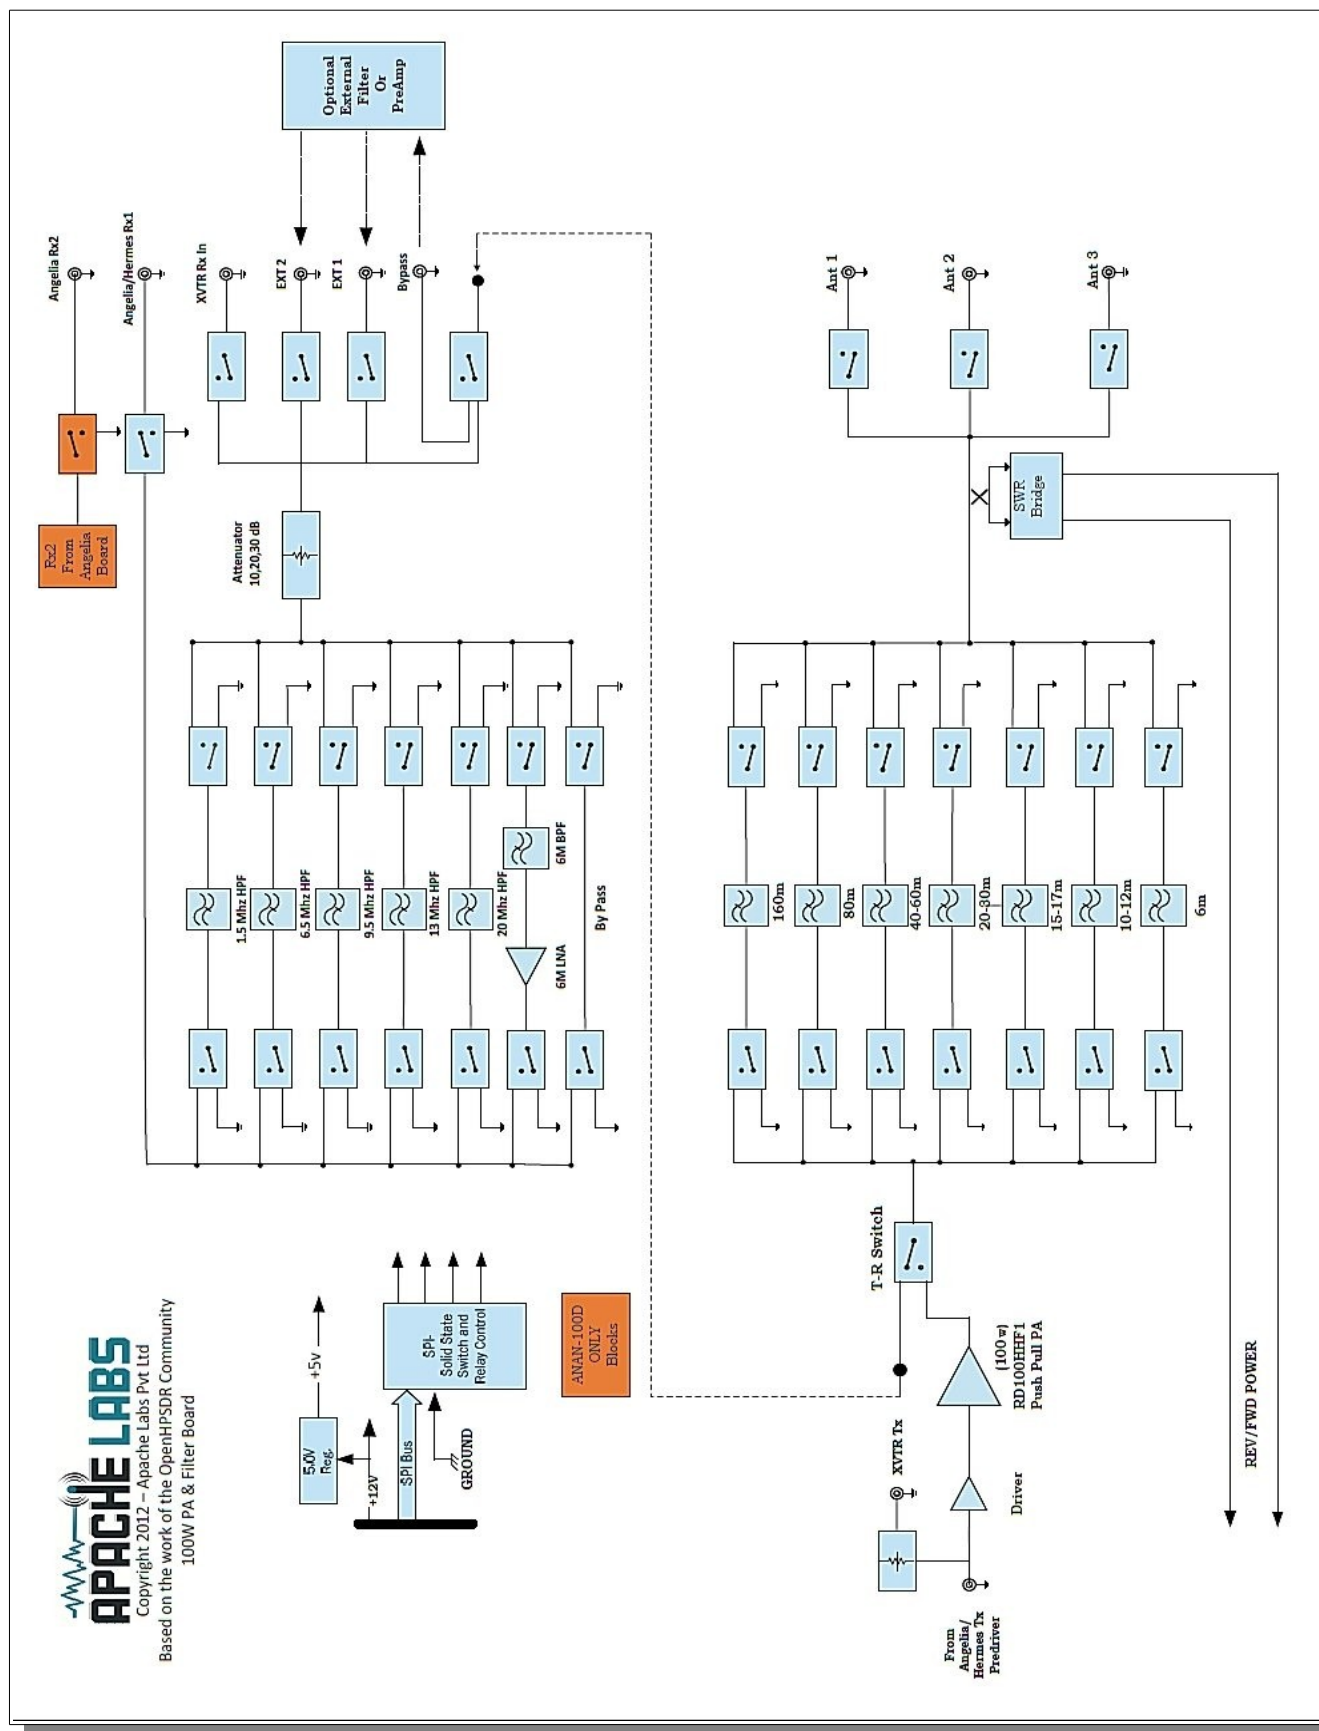 APACHE LABS
Copyright 2012 – Apache Labs Pvt Ltd
Based on the work of the OpenHPSDR Community
100W PA & Filter Board
5.0V
Reg.
+5v
+12V
SPI Bus
GROUND
SPI-
Solid State
Switch and
Relay Control
ANAN-100D
ONLY
Blocks
Rx2
From
Angelia
Board
Angelia Rx2
Angelia/Hermes Rx1
XVTR Rx In
EXT 2
EXT 1
Bypass
Optional
External
Filter
Or
PreAmp
Attenuator
10,20,30 dB
1.5 Mhz HPF
6.5 Mhz HPF
9.5 Mhz HPF
13 Mhz HPF
20 Mhz HPF
6M LNA
6M BPF
By Pass
From
Angelia/
Hermes Tx
Predriver
XVTR Tx
Driver
(100w)
RD100HHF1
Push Pull PA
T-R Switch
160m
80m
40-60m
20-30m
15-17m
10-12m
6m
SWR
Bridge
Ant 1
Ant 2
Ant 3
REV/FWD POWER